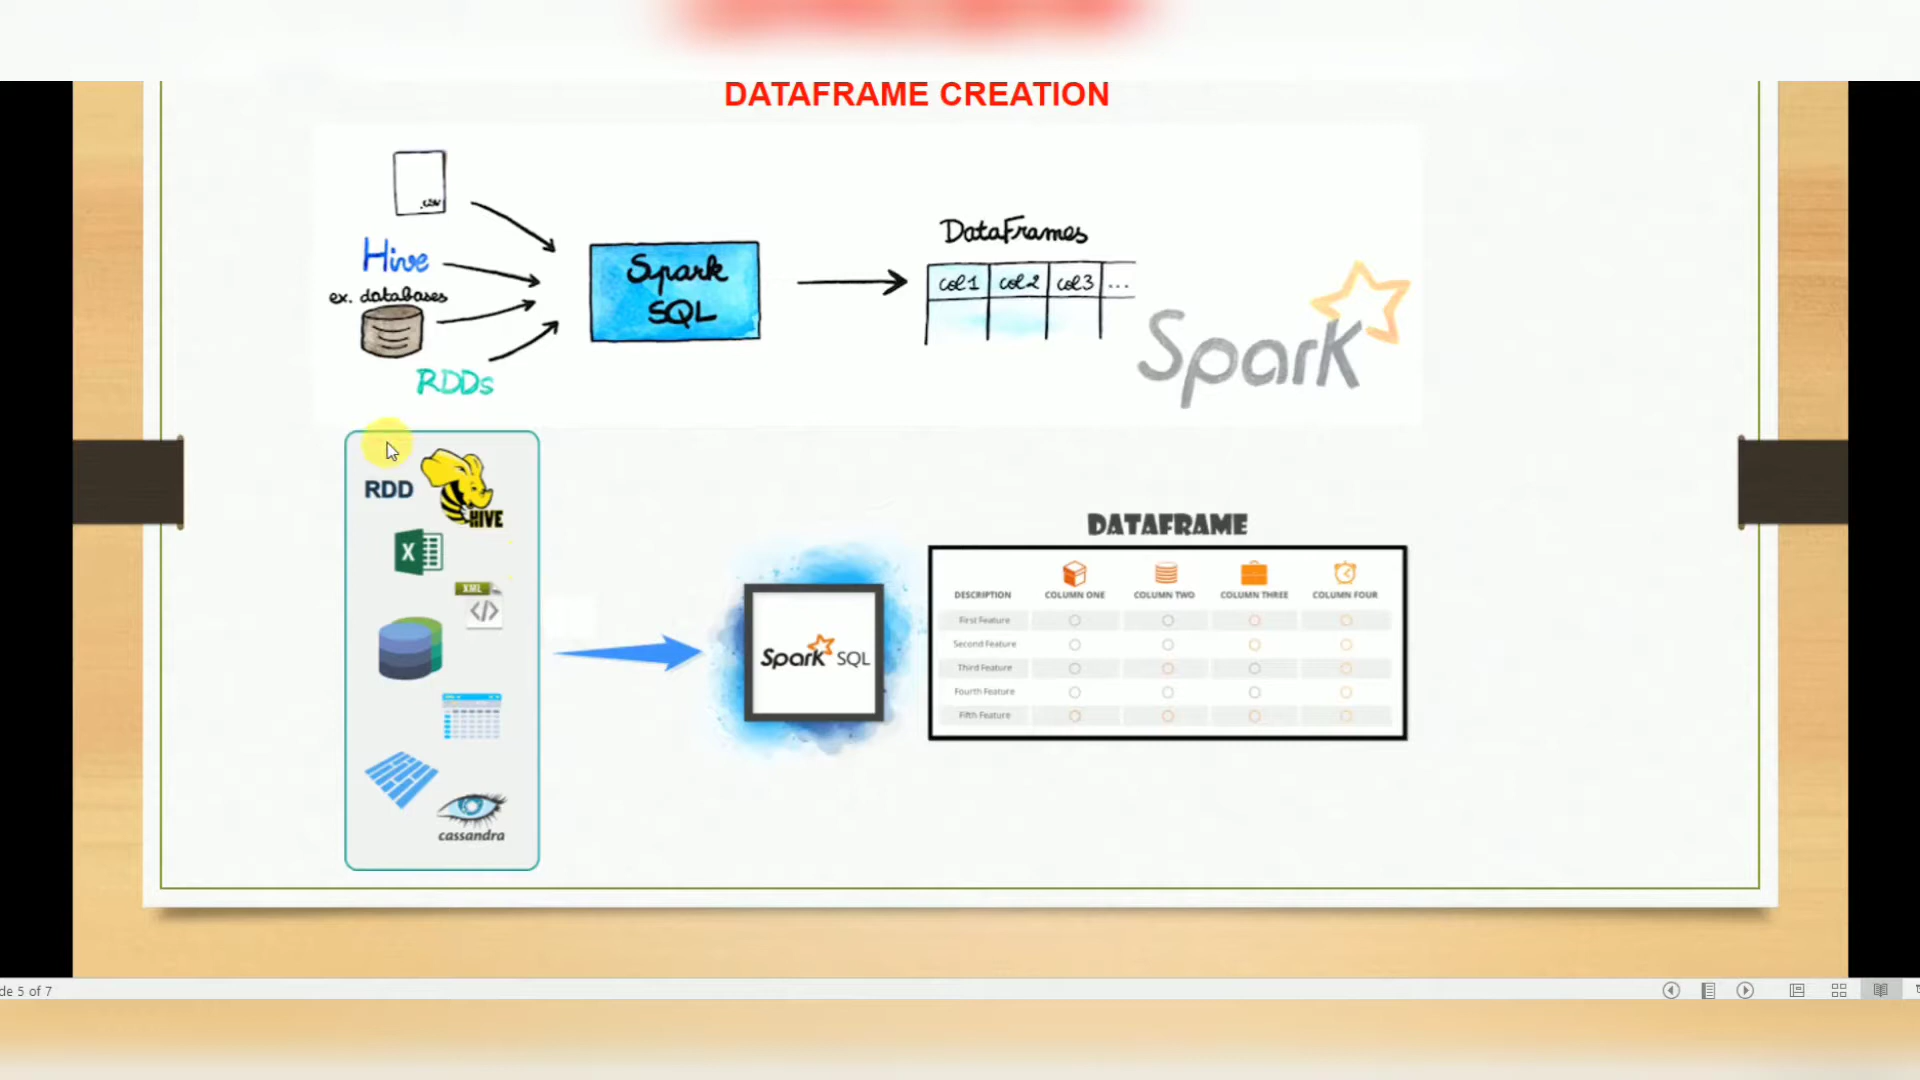 DATAFRAME CREATION
.csv
Hive
ex. databases
RDDs
Spark
SQL
DataFrames
col1 col2 col3 ...
Spark
RDD
HIVE
X
XML
</>
cassandra
Spark SQL
DATAFRAME
DESCRIPTION COLUMN ONE COLUMN TWO COLUMN THREE COLUMN FOUR
First Feature
Second Feature
Third Feature
Fourth Feature
Fifth Feature
de 5 of 7